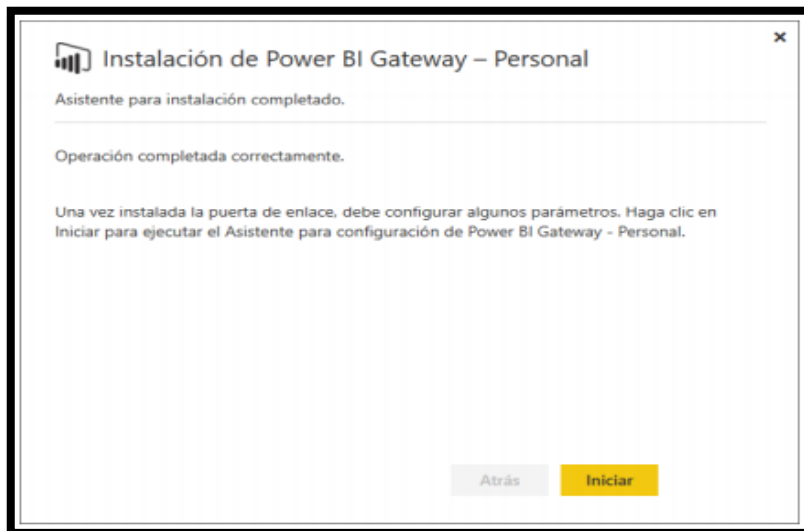 Instalación de Power BI Gateway – Personal
Asistente para instalación completado.
Operación completada correctamente.
Una vez instalada la puerta de enlace, debe configurar algunos parámetros. Haga clic en
Iniciar para ejecutar el Asistente para configuración de Power BI Gateway - Personal.
Atrás
Iniciar